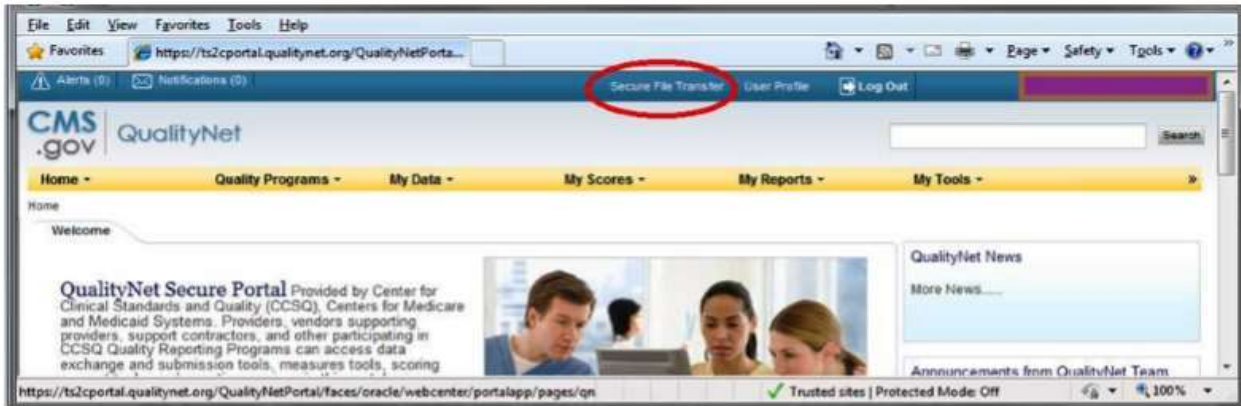 File Edit View Favorites Tools Help
Favorites https://ts2cportal.qualitynet.org/QualityNetPorta... Page Safety Tools
Alerts (0) Notifications (0) Secure File Transfer User Profile Log Out
CMS
.gov QualityNet Search
Home Quality Programs My Data My Scores My Reports My Tools »
Home
Welcome
QualityNet News
More News.....
QualityNet Secure Portal Provided by Center for
Clinical Standards and Quality (CCSQ), Centers for Medicare
and Medicaid Systems. Providers, vendors supporting
providers, support contractors, and other participating in
CCSQ Quality Reporting Programs can access data
exchange and submission tools, measures tools, scoring
Announcements from QualityNet Team
https://ts2cportal.qualitynet.org/QualityNetPortal/faces/oracle/webcenter/portalapp/pages/qn Trusted sites | Protected Mode: Off 100%